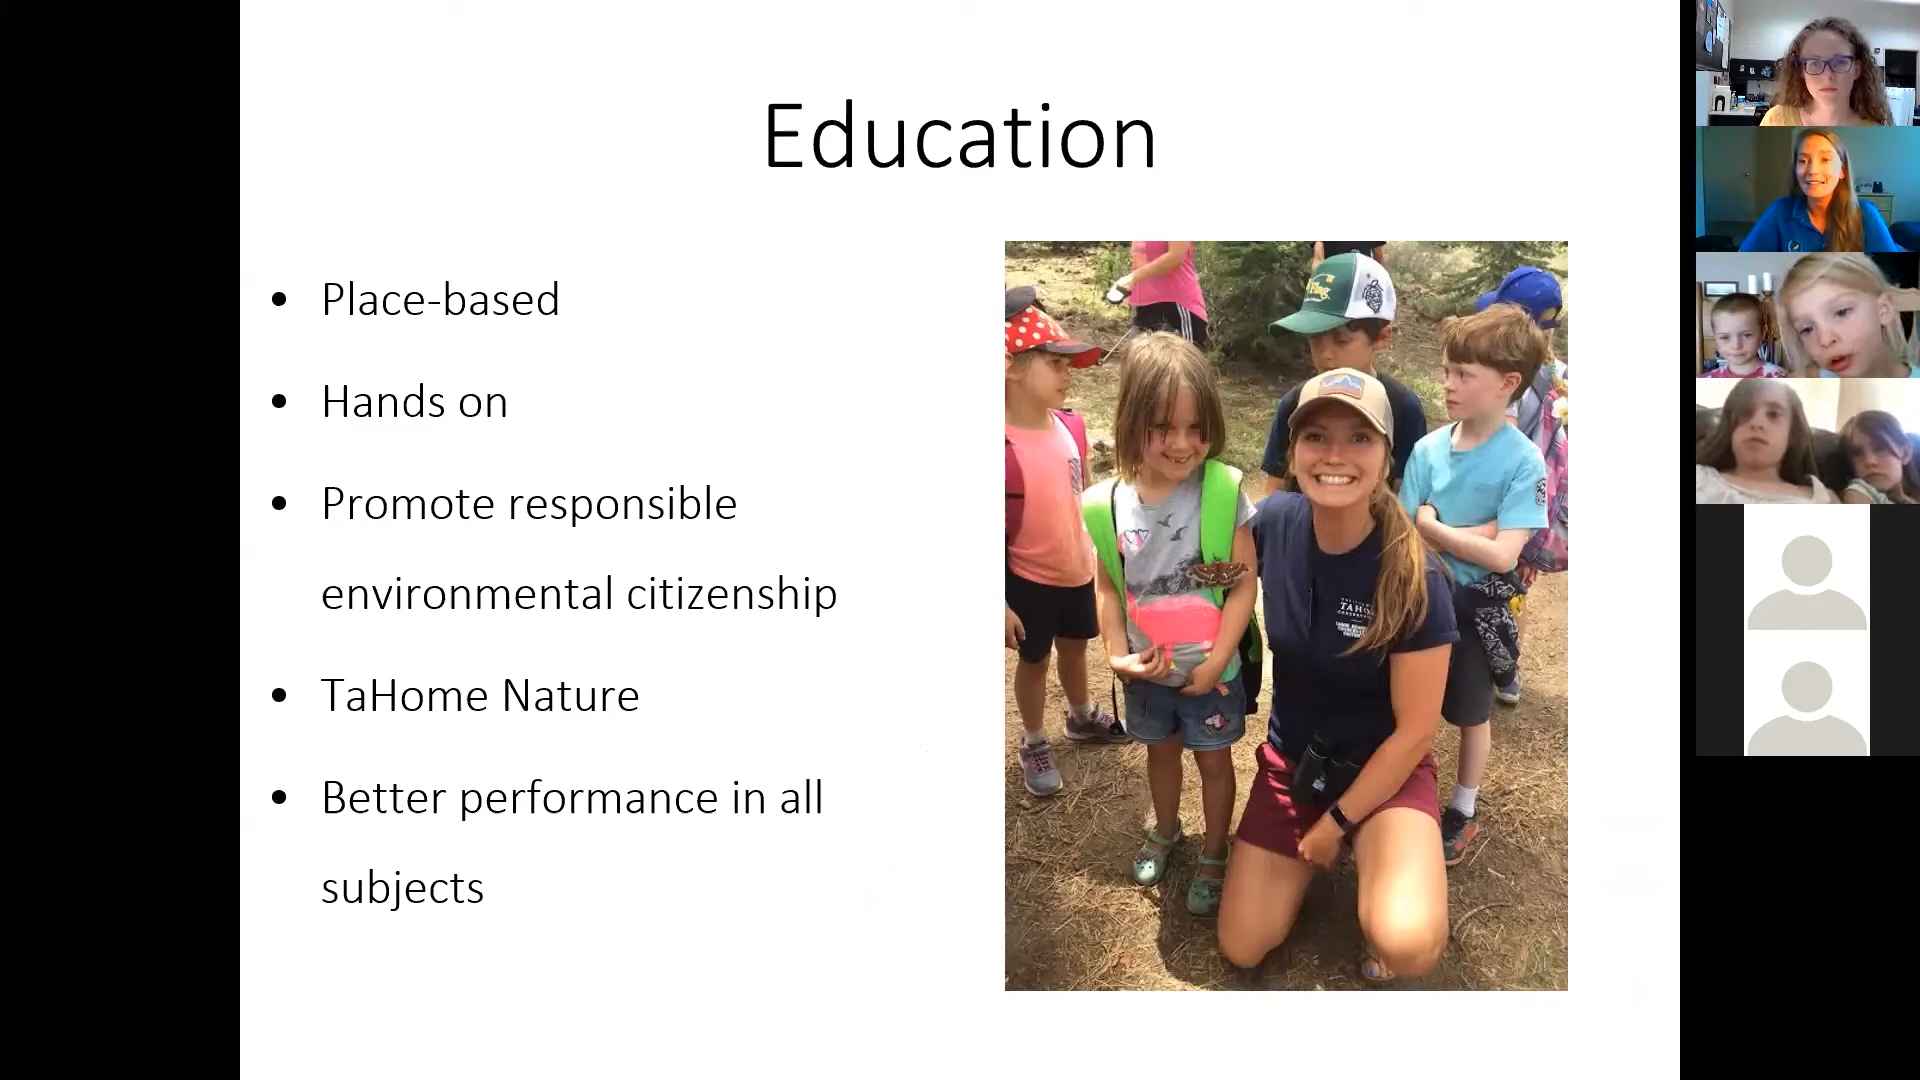 Education
• Place-based
• Hands on
• Promote responsible
environmental citizenship
• TaHome Nature
• Better performance in all
subjects